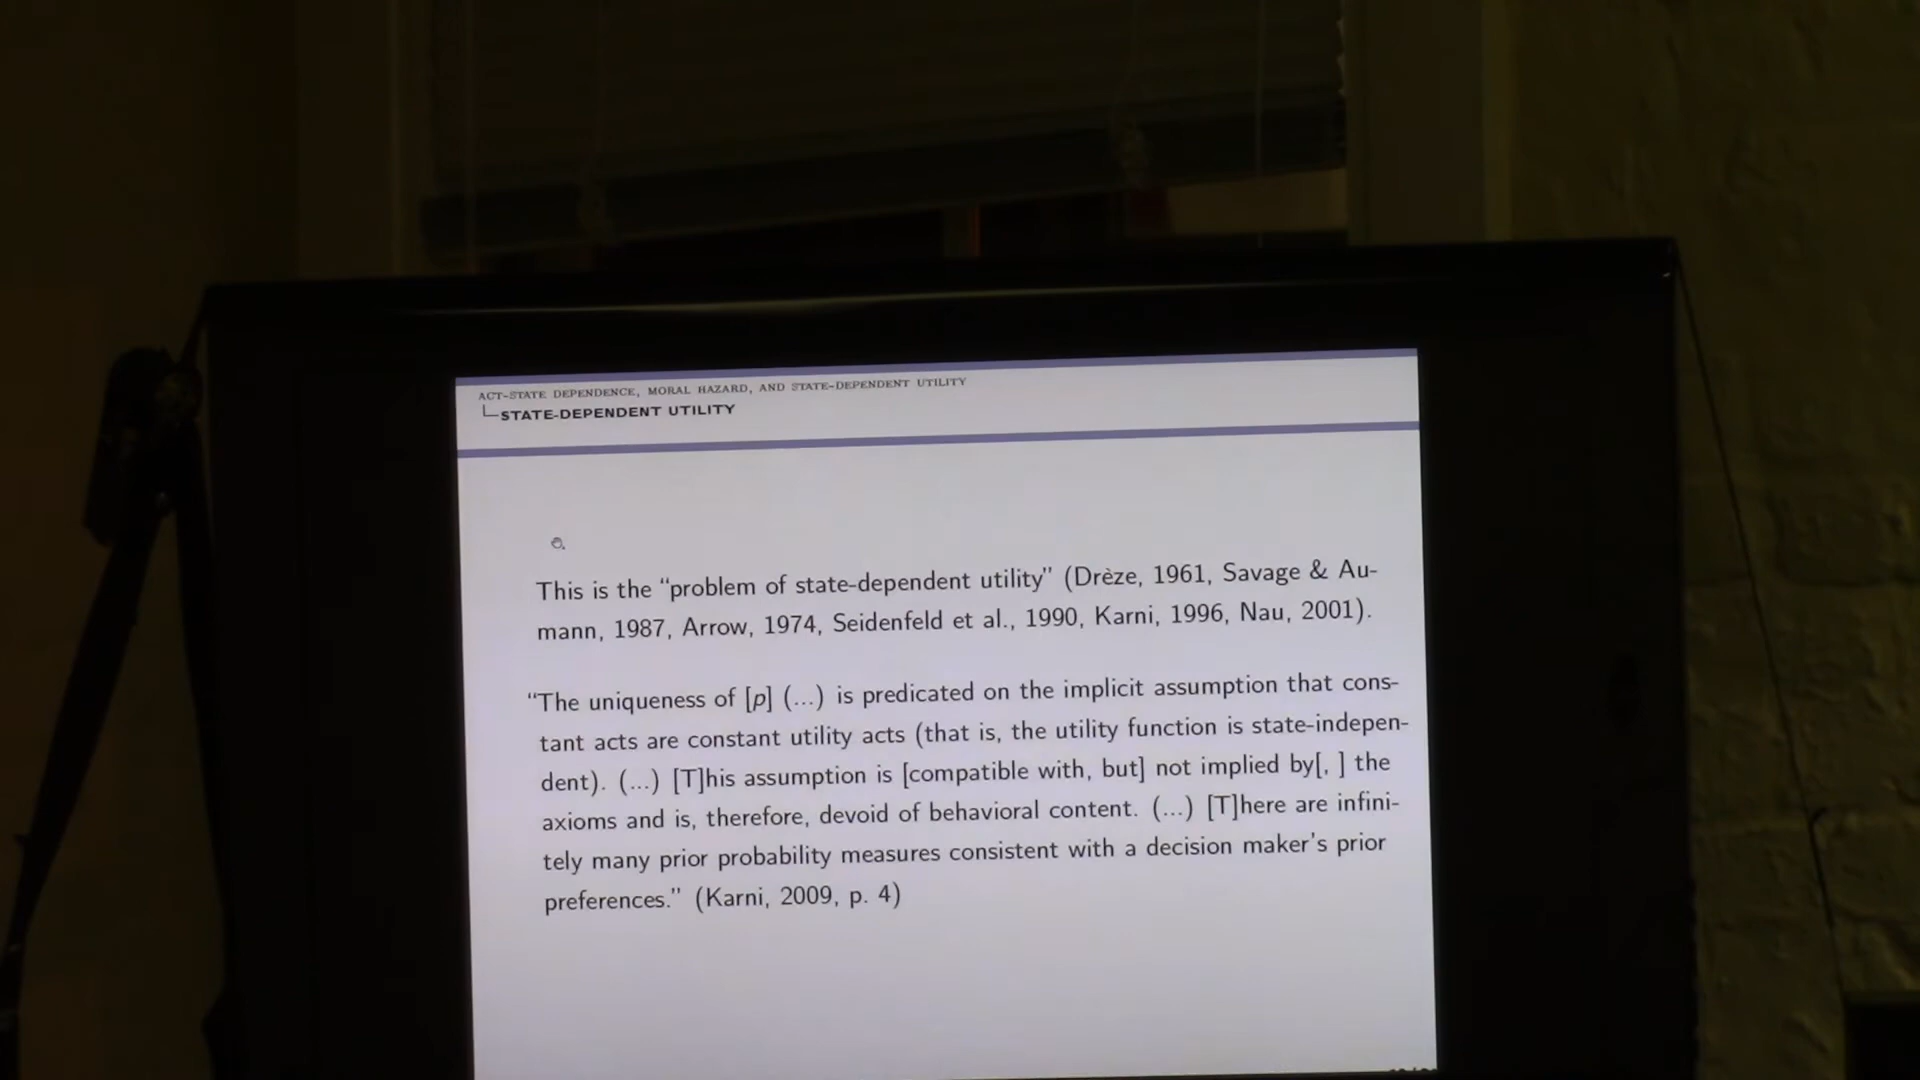 ACT-STATE DEPENDENCE, MORAL HAZARD, AND STATE-DEPENDENT UTILITY
STATE-DEPENDENT UTILITY
This is the “problem of state-dependent utility” (Drèze, 1961, Savage & Au-
mann, 1987, Arrow, 1974, Seidenfeld et al., 1990, Karni, 1996, Nau, 2001).
“The uniqueness of [p] (...) is predicated on the implicit assumption that cons-
tant acts are constant utility acts (that is, the utility function is state-indepen-
dent). (...) [T]his assumption is [compatible with, but] not implied by[, ] the
axioms and is, therefore, devoid of behavioral content. (...) [T]here are infini-
tely many prior probability measures consistent with a decision maker's prior
preferences.” (Karni, 2009, p. 4)